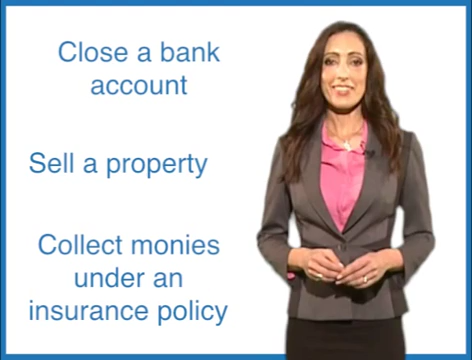 Close a bank
account
Sell a property
Collect monies
under an
insurance policy